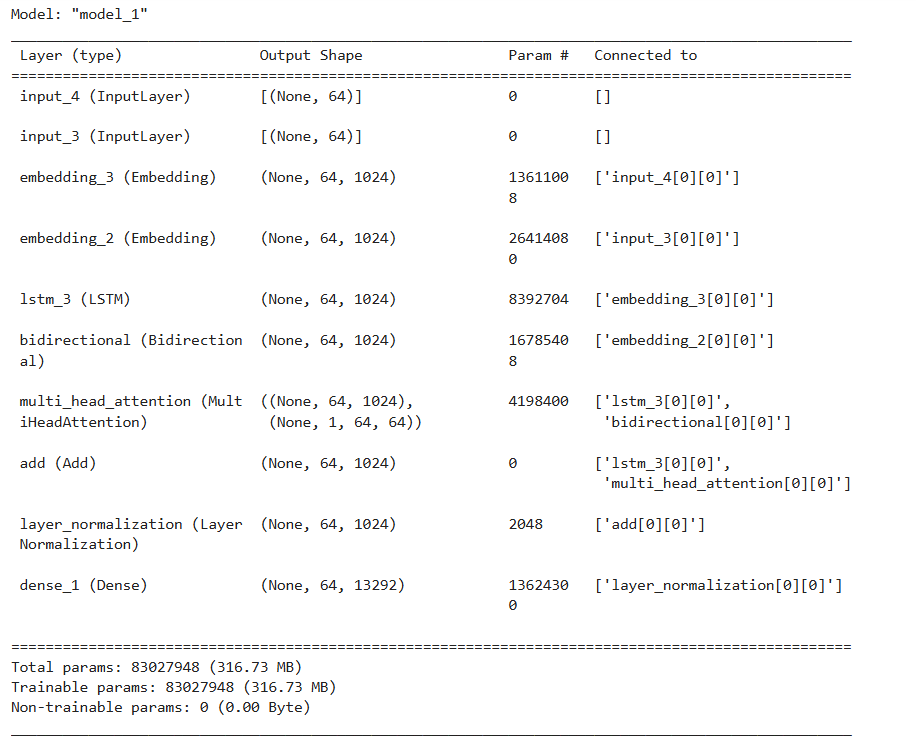 Model: "model_1"
Layer (type) Output Shape Param # Connected to
input_4 (InputLayer) [(None, 64)] 0 []
input_3 (InputLayer) [(None, 64)] 0 []
embedding_3 (Embedding) (None, 64, 1024) 1361100 ['input_4[0][0]']
8
embedding_2 (Embedding) (None, 64, 1024) 2641408 ['input_3[0][0]']
0
lstm_3 (LSTM) (None, 64, 1024) 8392704 ['embedding_3[0][0]']
bidirectional (Bidirection (None, 64, 1024) 1678540 ['embedding_2[0][0]']
al) 8
multi_head_attention (Mult ((None, 64, 1024), 4198400 ['lstm_3[0][0]',
iHeadAttention) (None, 1, 64, 64)) 'bidirectional[0][0]']
add (Add) (None, 64, 1024) 0 ['lstm_3[0][0]',
'multi_head_attention[0][0]']
layer_normalization (Layer (None, 64, 1024) 2048 ['add[0][0]']
Normalization)
dense_1 (Dense) (None, 64, 13292) 1362430 ['layer_normalization[0][0]']
0
Total params: 83027948 (316.73 MB)
Trainable params: 83027948 (316.73 MB)
Non-trainable params: 0 (0.00 Byte)